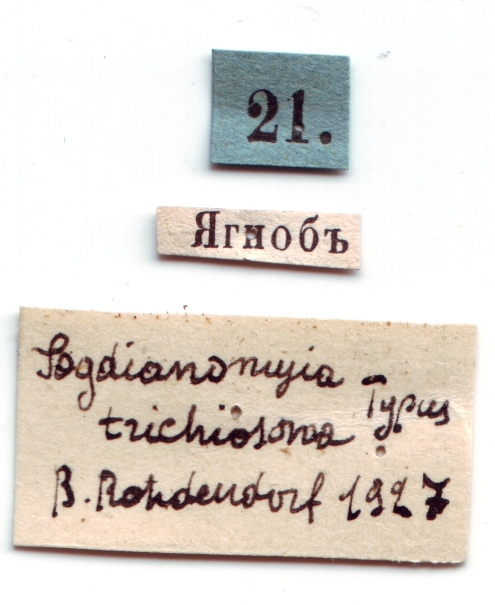 21.
Ягнобъ
Sogdianomyia
trichiosoma Typus
B. Rohdendorf 1927